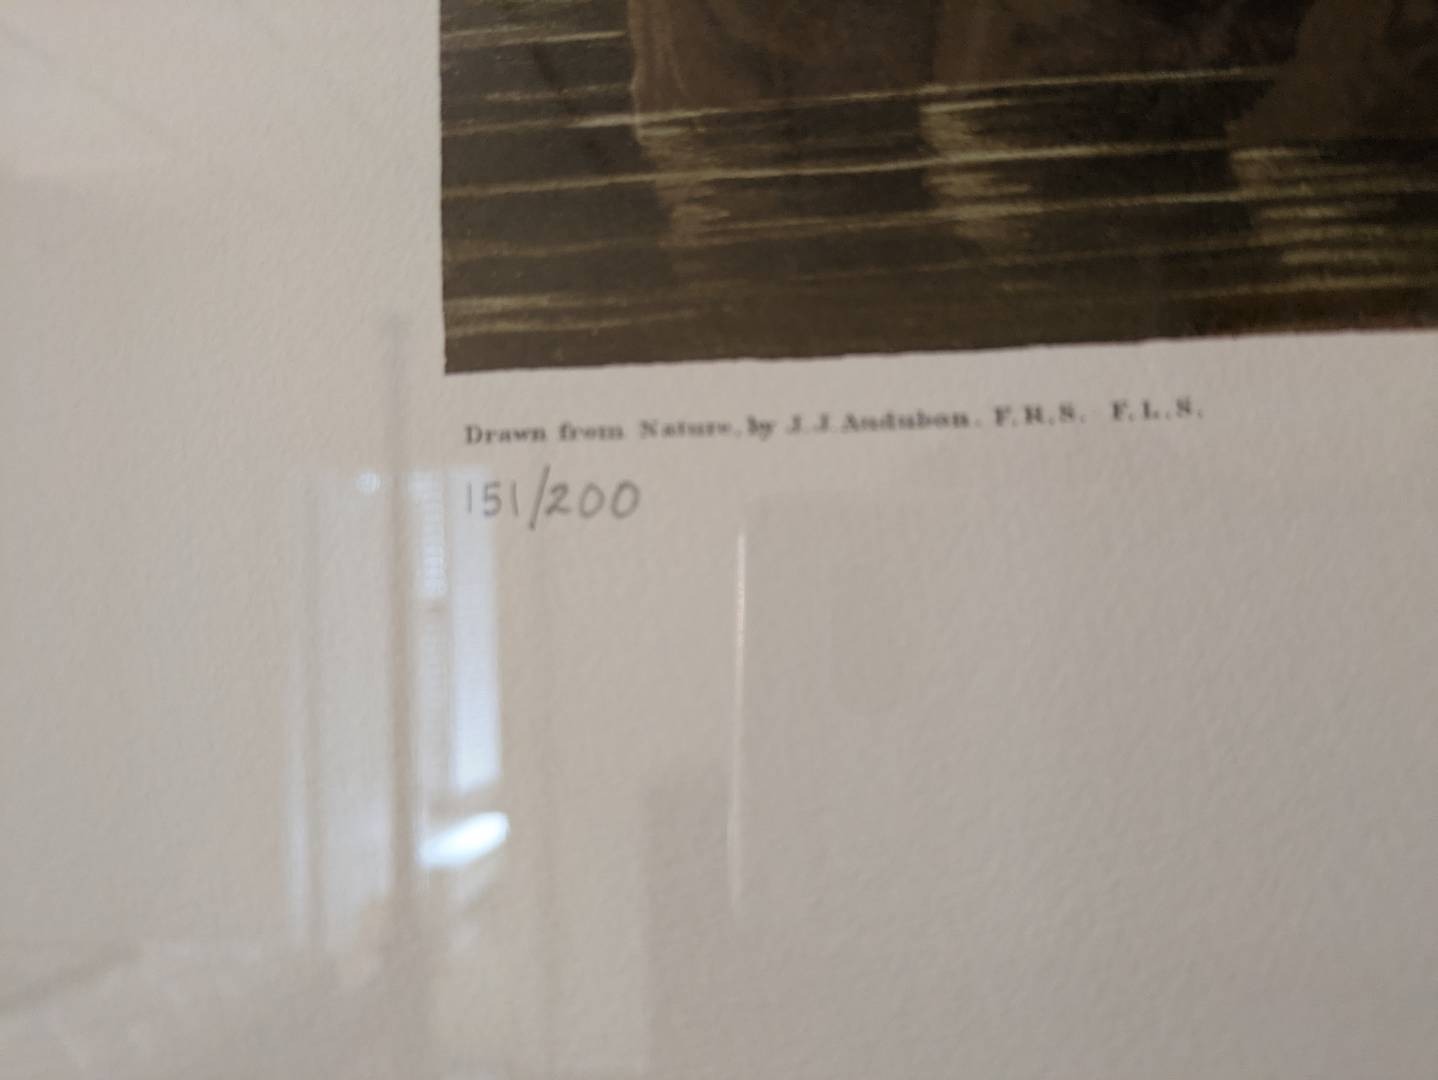 Drawn from Nature, by J. J. Audubon. F. R. S. F. L. S.
151/200